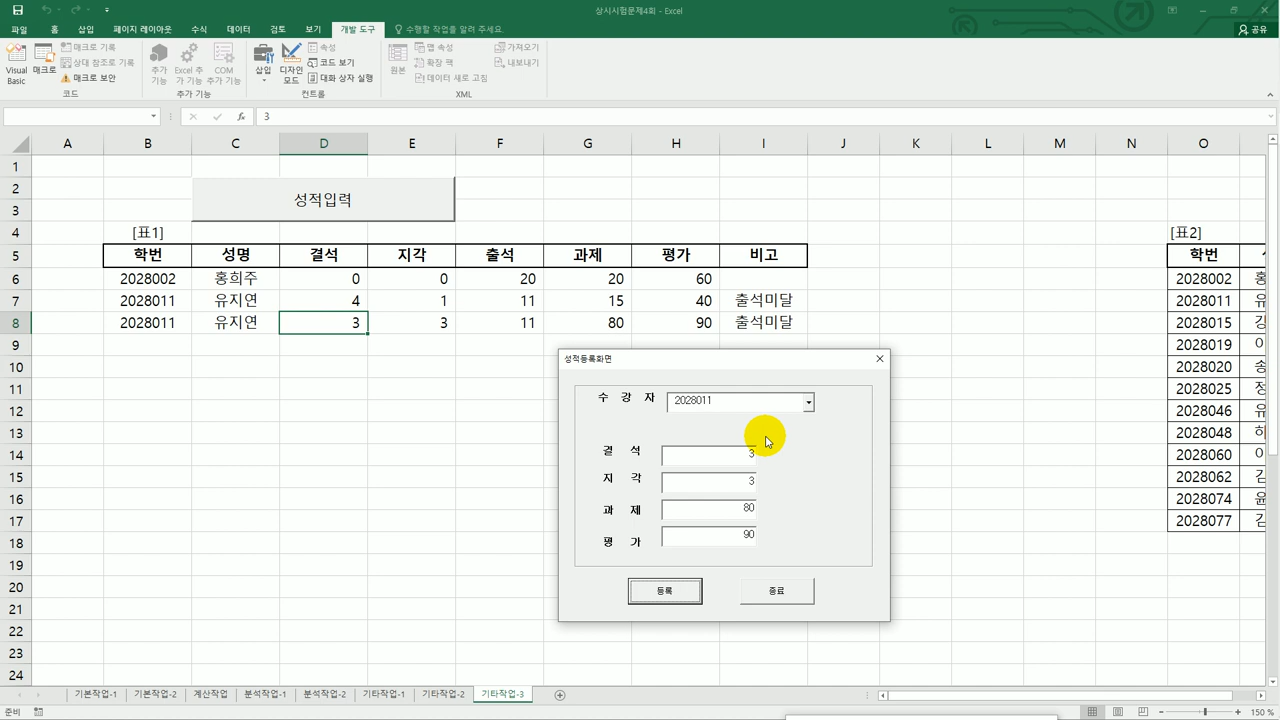 상시시험문제4회 - Excel
파일 홈 삽입 페이지 레이아웃 수식 데이터 검토 보기 개발 도구 수행할 작업을 알려 주세요. 공유
Visual Basic
매크로
매크로 기록
상대 참조로 기록
매크로 보안
코드
추가 기능
Excel 추가 기능
COM 추가 기능
추가 기능
삽입
디자인 모드
속성
코드 보기
대화 상자 실행
컨트롤
원본
맵 속성
확장 팩
데이터 새로 고침
가져오기
내보내기
XML
fx 3
A B C D E F G H I J K L M N O
1
2 성적입력
3
4 [표1] [표2]
5 학번 성명 결석 지각 출석 과제 평가 비고 학번
6 2028002 홍희주 0 0 20 20 60 2028002
7 2028011 유지연 4 1 11 15 40 출석미달 2028011
8 2028011 유지연 3 3 11 80 90 출석미달 2028015
9 2028019
10 2028020
11 2028025
12 2028046
13 2028048
14 2028060
15 2028062
16 2028074
17 2028077
18
19
20
21
22
23
24
성적등록화면
수 강 자 2028011
결 석 3
지 각 3
과 제 80
평 가 90
등록 종료
기본작업-1 기본작업-2 계산작업 분석작업-1 분석작업-2 기타작업-1 기타작업-2 기타작업-3
준비 150 %